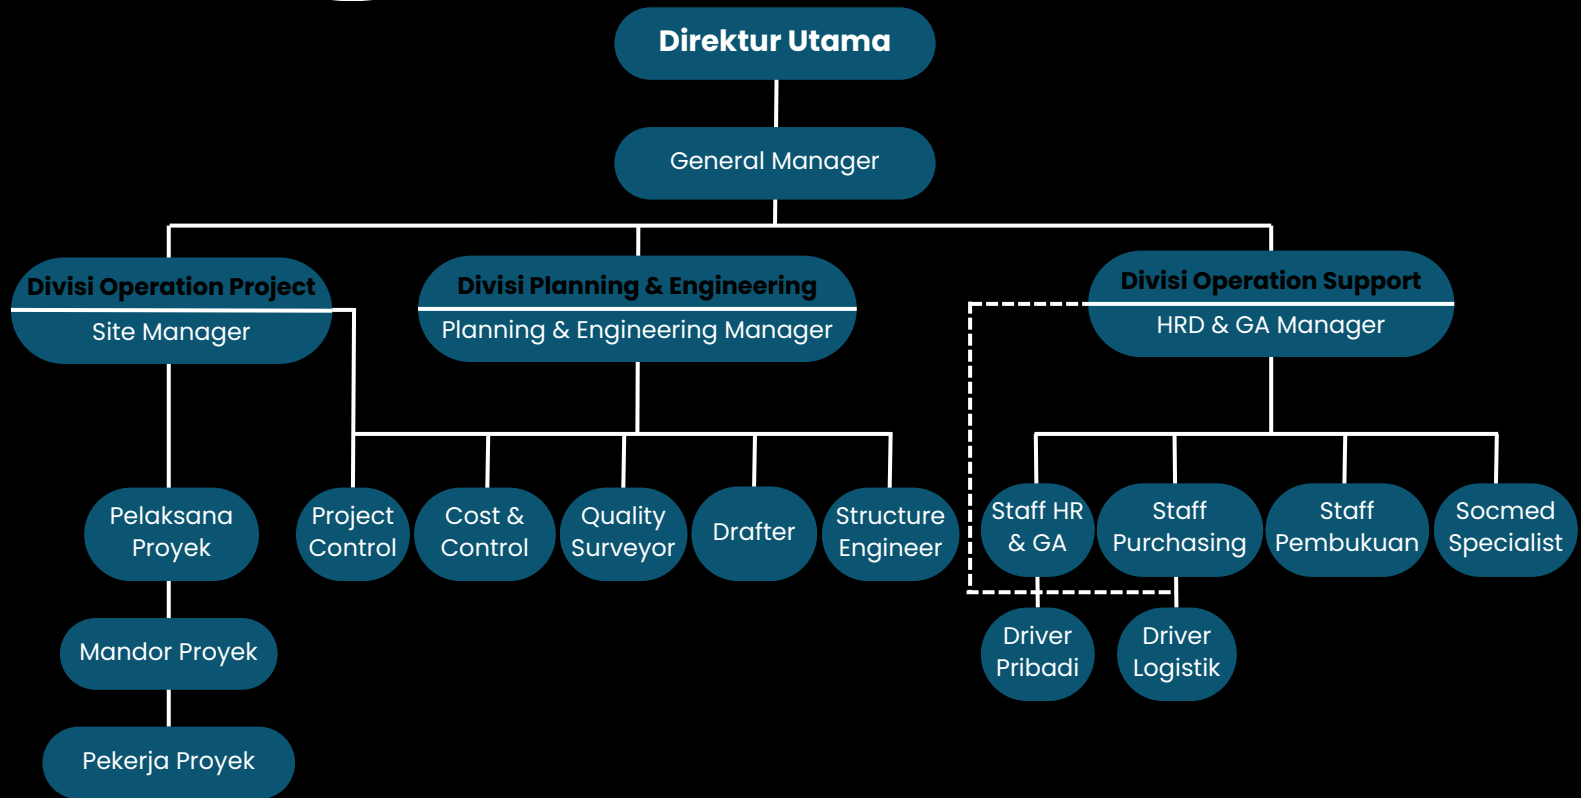 Direktur Utama
General Manager
Divisi Operation Project
Site Manager
Divisi Planning & Engineering
Planning & Engineering Manager
Divisi Operation Support
HRD & GA Manager
Pelaksana
Proyek
Project
Control
Cost &
Control
Quality
Surveyor
Drafter
Structure
Engineer
Staff HR
& GA
Staff
Purchasing
Staff
Pembukuan
Socmed
Specialist
Mandor Proyek
Driver
Pribadi
Driver
Logistik
Pekerja Proyek